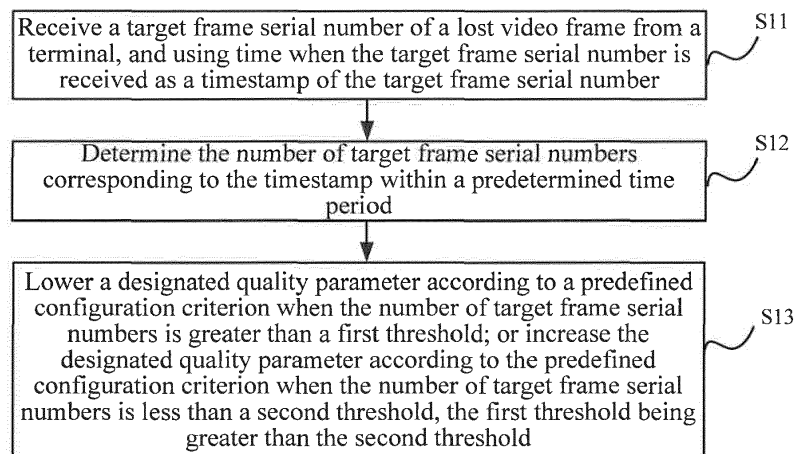 Receive a target frame serial number of a lost video frame from a
terminal, and using time when the target frame serial number is
received as a timestamp of the target frame serial number
S11
Determine the number of target frame serial numbers
corresponding to the timestamp within a predetermined time
period
S12
Lower a designated quality parameter according to a predefined
configuration criterion when the number of target frame serial
numbers is greater than a first threshold; or increase the
designated quality parameter according to the predefined
configuration criterion when the number of target frame serial
numbers is less than a second threshold, the first threshold being
greater than the second threshold
S13